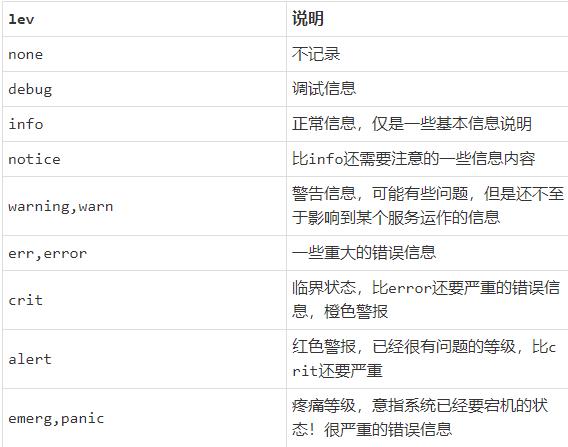 lev 说明
none 不记录
debug 调试信息
info 正常信息，仅是一些基本信息说明
notice 比info还需要注意的一些信息内容
warning,warn 警告信息，可能有些问题，但是还不至
于影响到某个服务运作的信息
err,error 一些重大的错误信息
crit 临界状态，比error还要严重的错误信
息，橙色警报
alert 红色警报，已经很有问题的等级，比c
rit还要严重
emerg,panic 疼痛等级，意指系统已经要宕机的状
态！很严重的错误信息